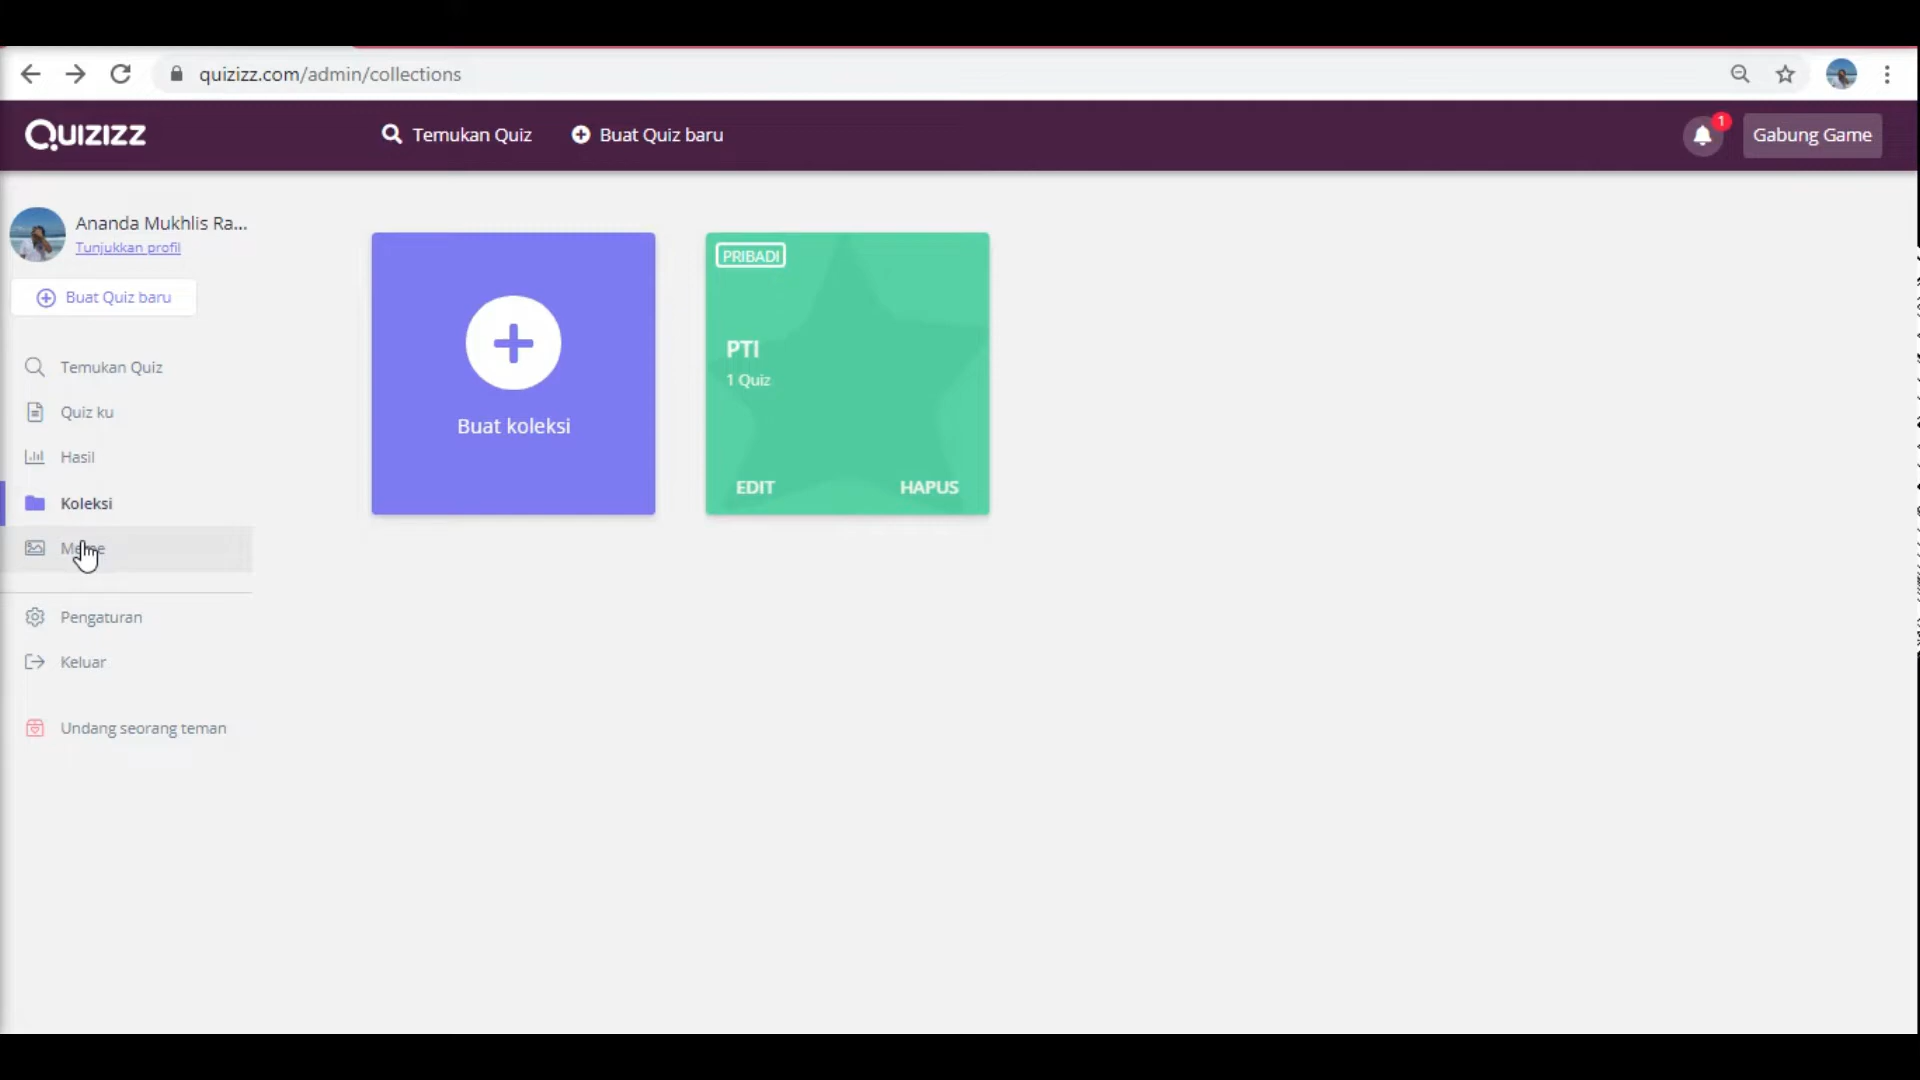 quizizz.com/admin/collections
QUIZIZZ
Temukan Quiz
Buat Quiz baru
1
Gabung Game
Ananda Mukhlis Ra...
Tunjukkan profil
Buat Quiz baru
Temukan Quiz
Quiz ku
Hasil
Koleksi
Meme
Pengaturan
Keluar
Undang seorang teman
Buat koleksi
PRIBADI
PTI
1 Quiz
EDIT
HAPUS